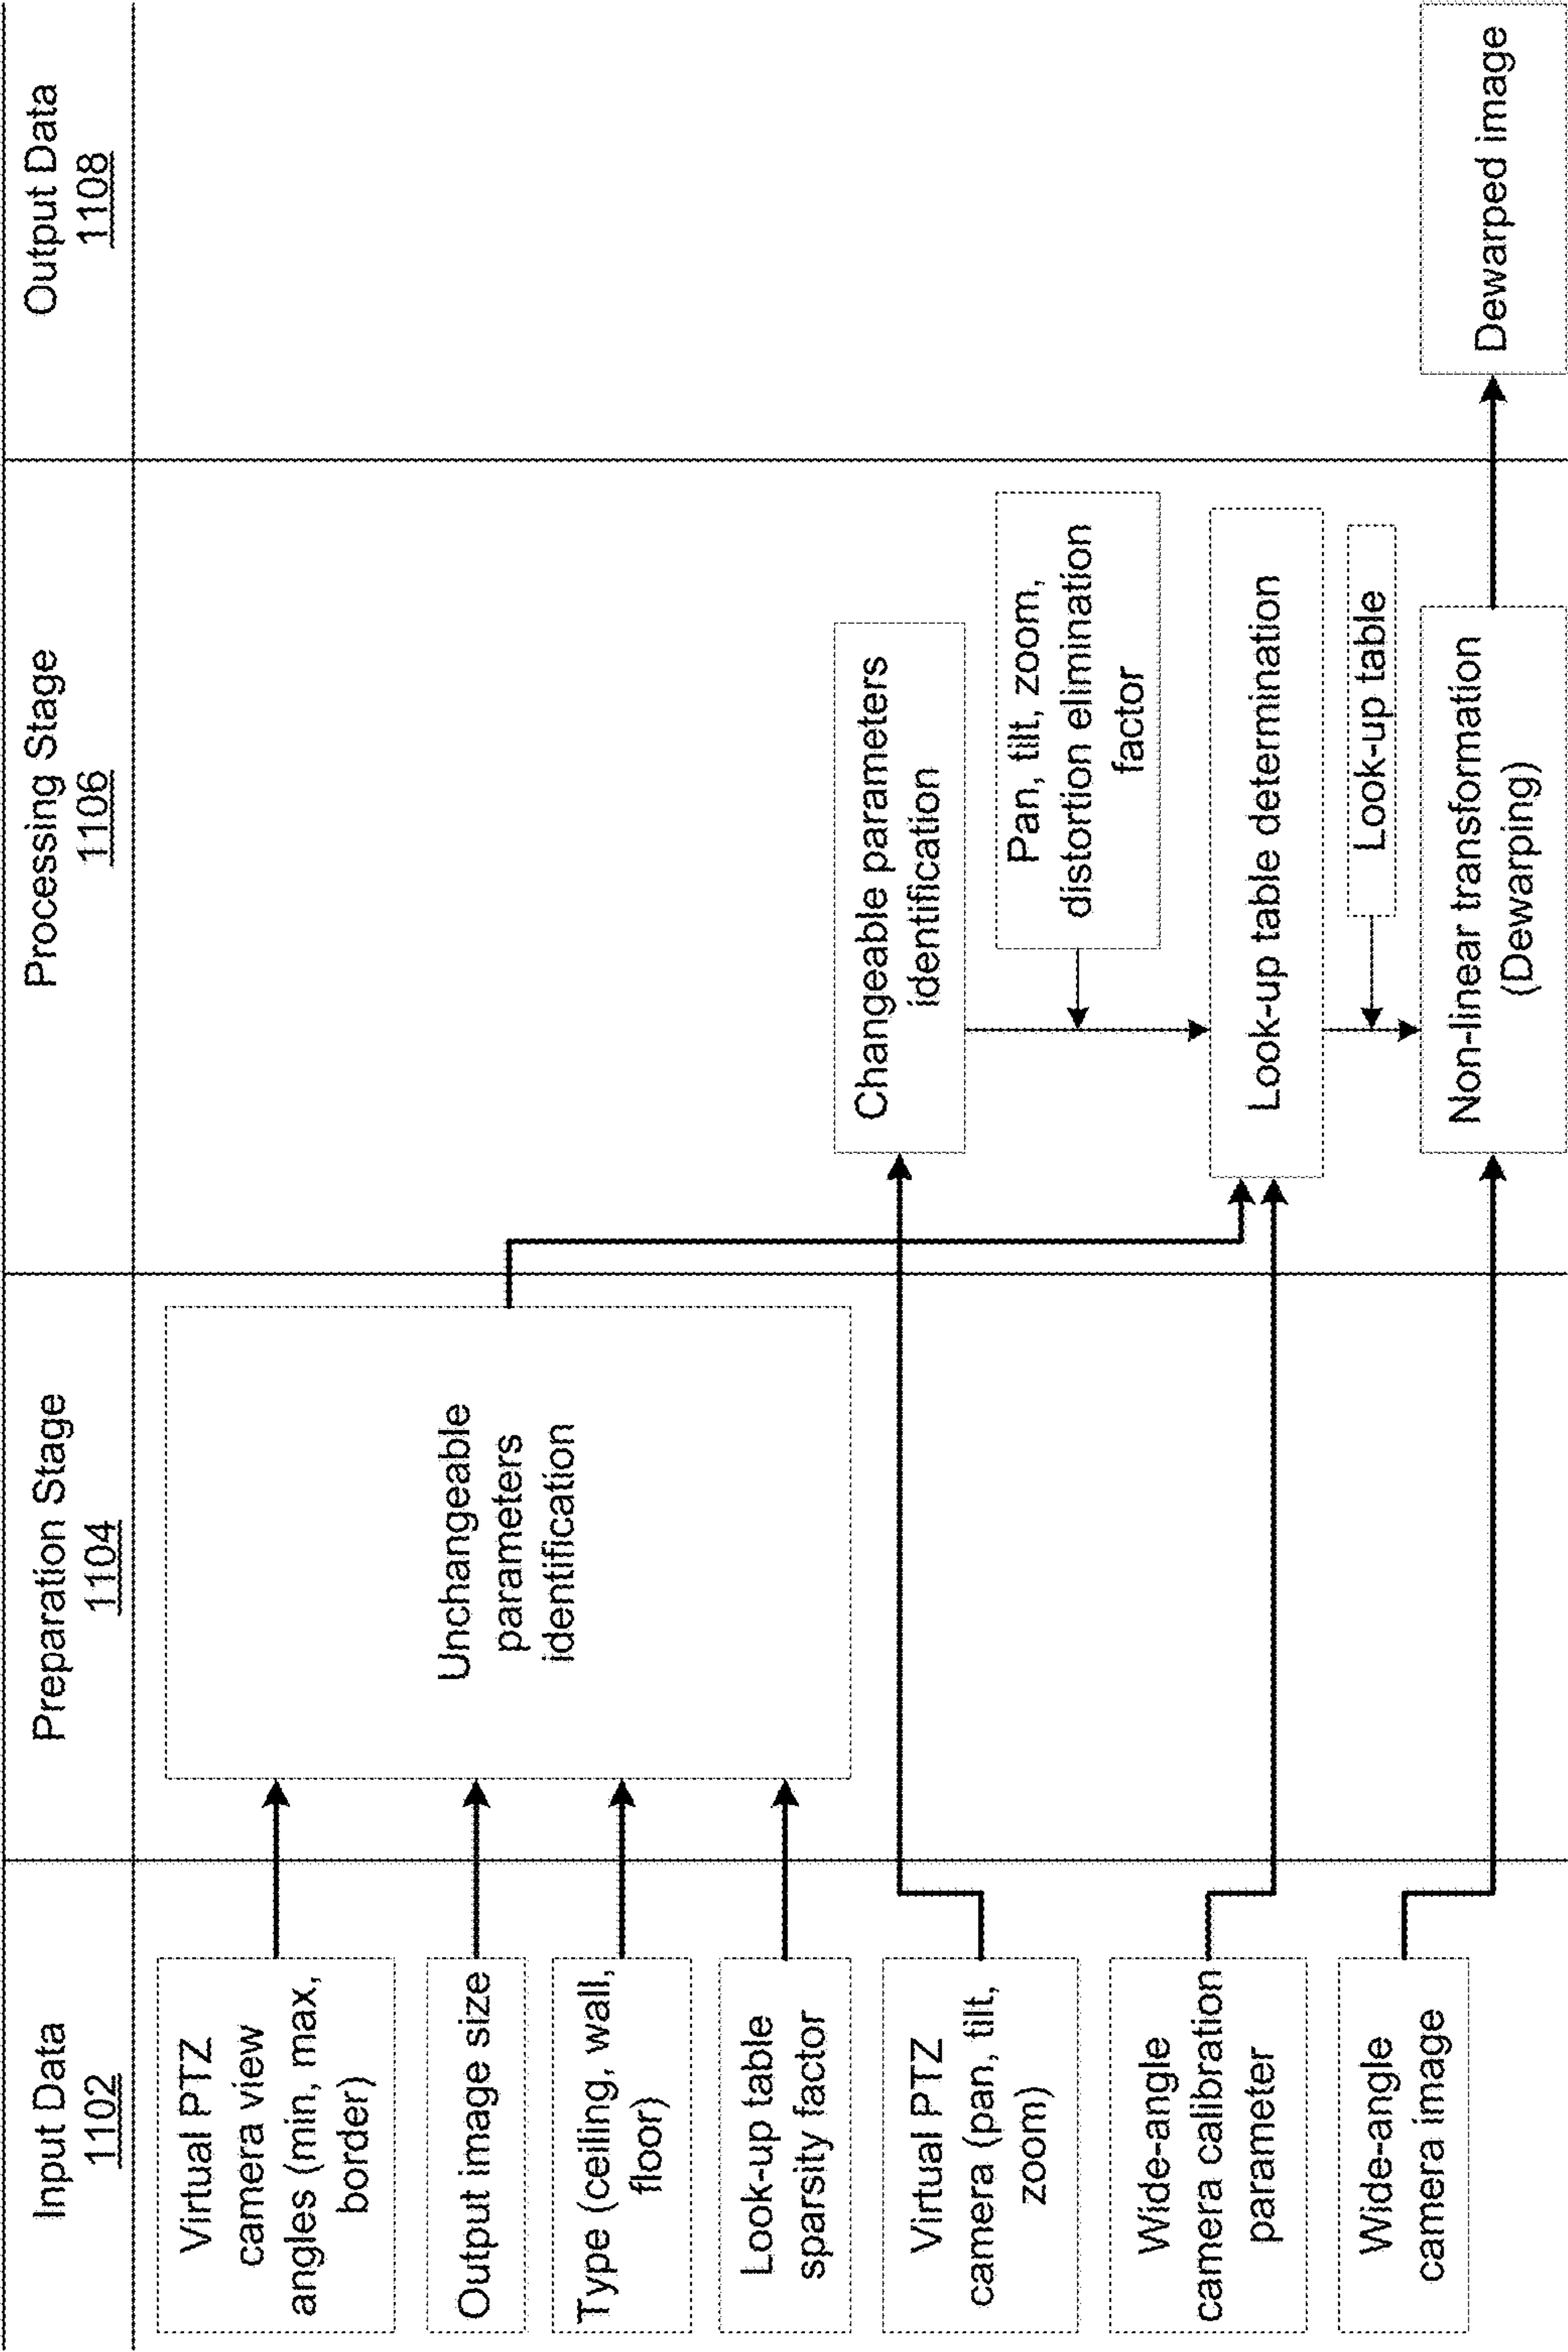 Input Data
1102
Preparation Stage
1104
Processing Stage
1106
Output Data
1108
Virtual PTZ
camera view
angles (min, max,
border)
Output image size
Type (ceiling, wall,
floor)
Look-up table
sparsity factor
Virtual PTZ
camera (pan, tilt,
zoom)
Wide-angle
camera calibration
parameter
Wide-angle
camera image
Unchangeable
parameters
identification
Changeable parameters
identification
Pan, tilt, zoom,
distortion elimination
factor
Look-up table determination
Look-up table
Non-linear transformation
(Dewarping)
Dewarped image